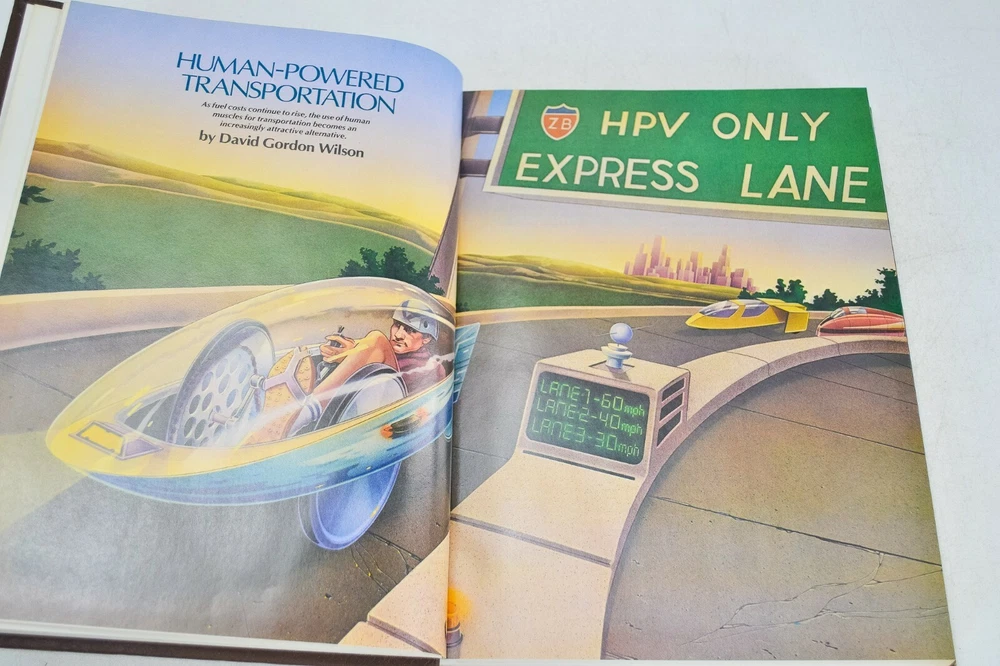 HUMAN-POWERED
TRANSPORTATION
As fuel costs continue to rise, the use of human
muscles for transportation becomes an
increasingly attractive alternative.
by David Gordon Wilson
ZB
HPV ONLY
EXPRESS LANE
LANE 1-60mph
LANE 2-40mph
LANE 3-30mph